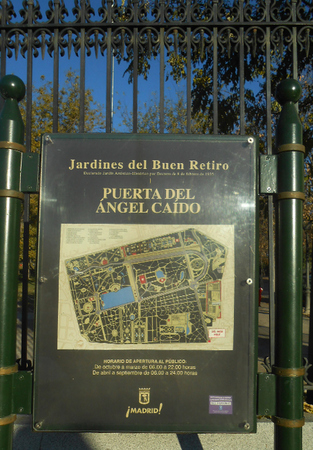 Jardines del Buen Retiro
PUERTA DEL
ÁNGEL CAÍDO
HORARIO DE APERTURA AL PÚBLICO:
De octubre a marzo de 06.00 a 22.00 horas
De abril a septiembre de 06.00 a 24.00 horas
¡MADRID!